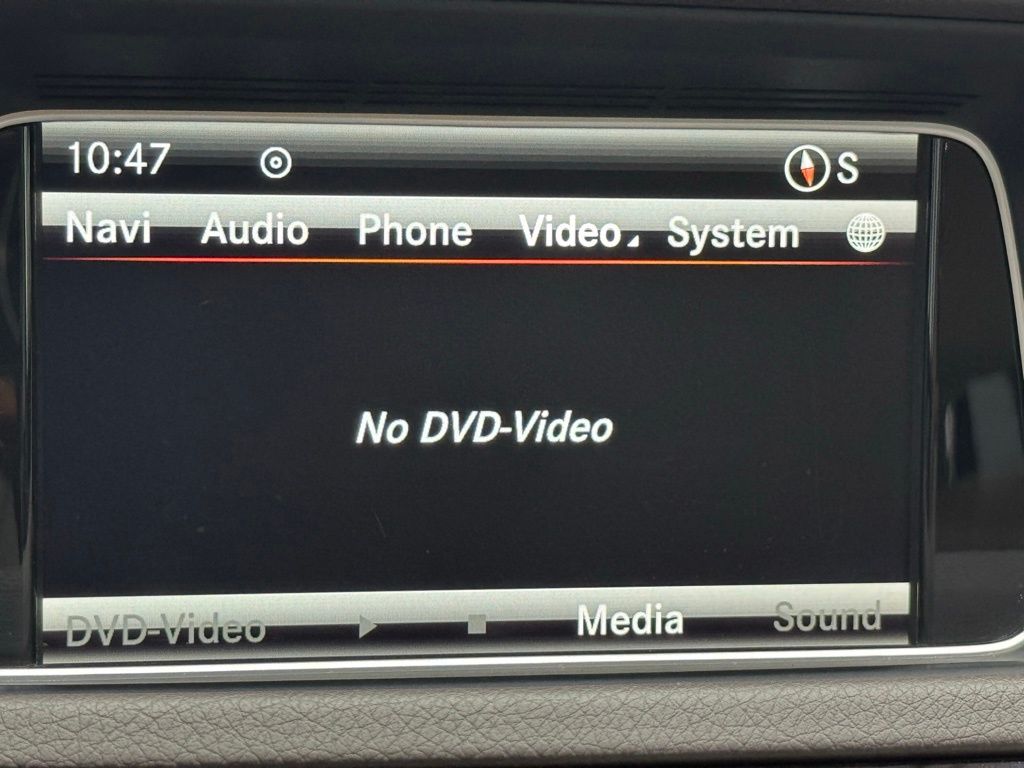 10:47 S
Navi Audio Phone Video System
No DVD-Video
DVD-Video Media Sound